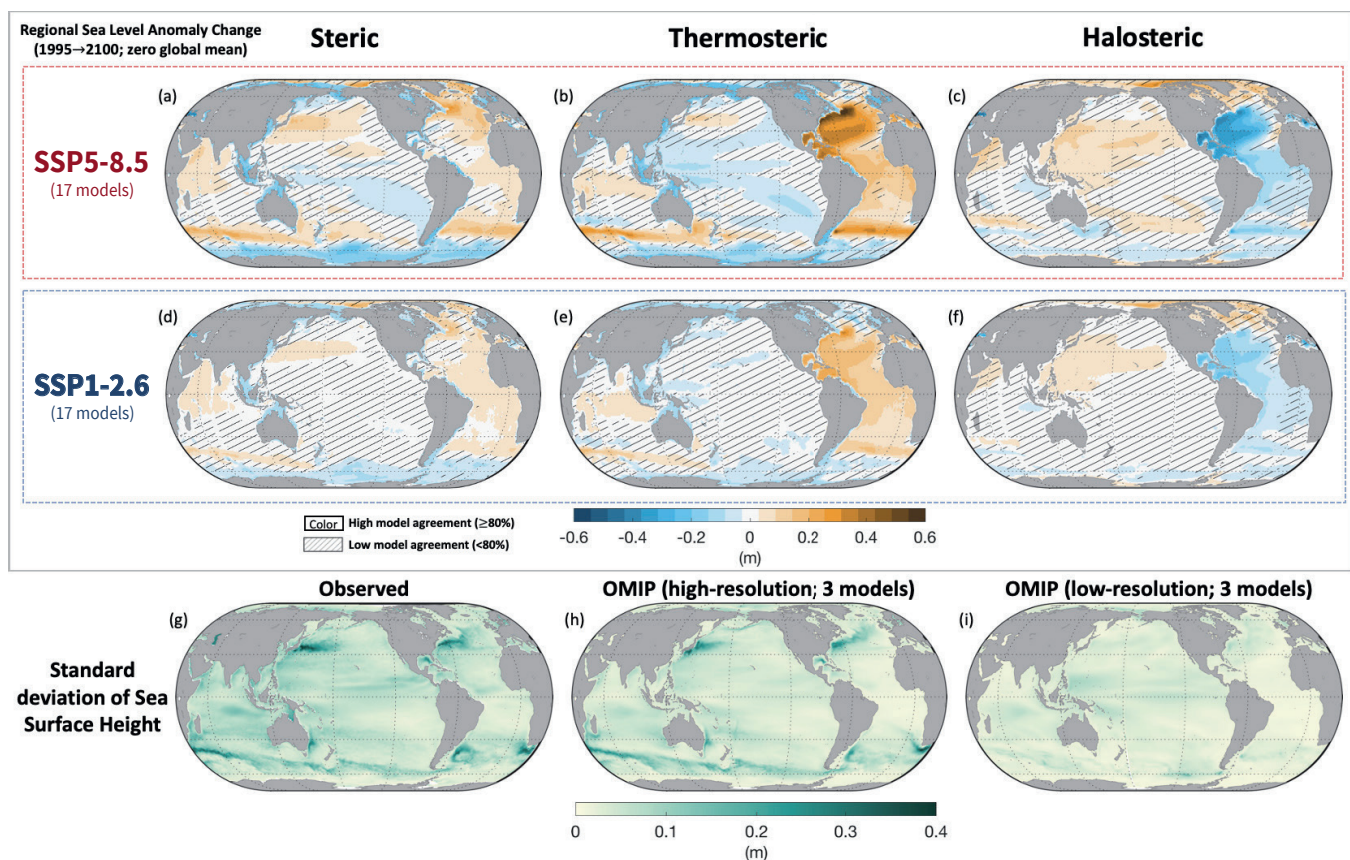 Regional Sea Level Anomaly Change
(1995→2100; zero global mean)
Steric
Thermosteric
Halosteric
SSP5-8.5
(17 models)
(a)
(b)
(c)
SSP1-2.6
(17 models)
(d)
(e)
(f)
Color High model agreement (≥80%)
Low model agreement (<80%)
-0.6 -0.4 -0.2 0 0.2 0.4 0.6
(m)
Observed
OMIP (high-resolution; 3 models)
OMIP (low-resolution; 3 models)
(g)
(h)
(i)
Standard
deviation of Sea
Surface Height
0 0.1 0.2 0.3 0.4
(m)